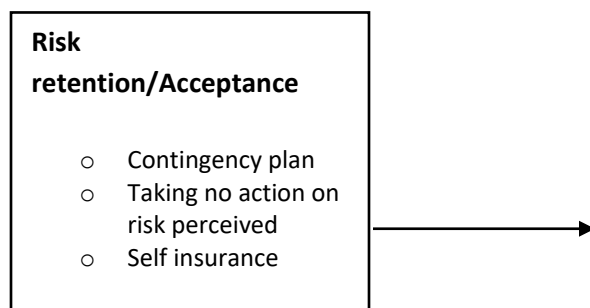 Risk
retention/Acceptance
o Contingency plan
o Taking no action on
risk perceived
o Self insurance